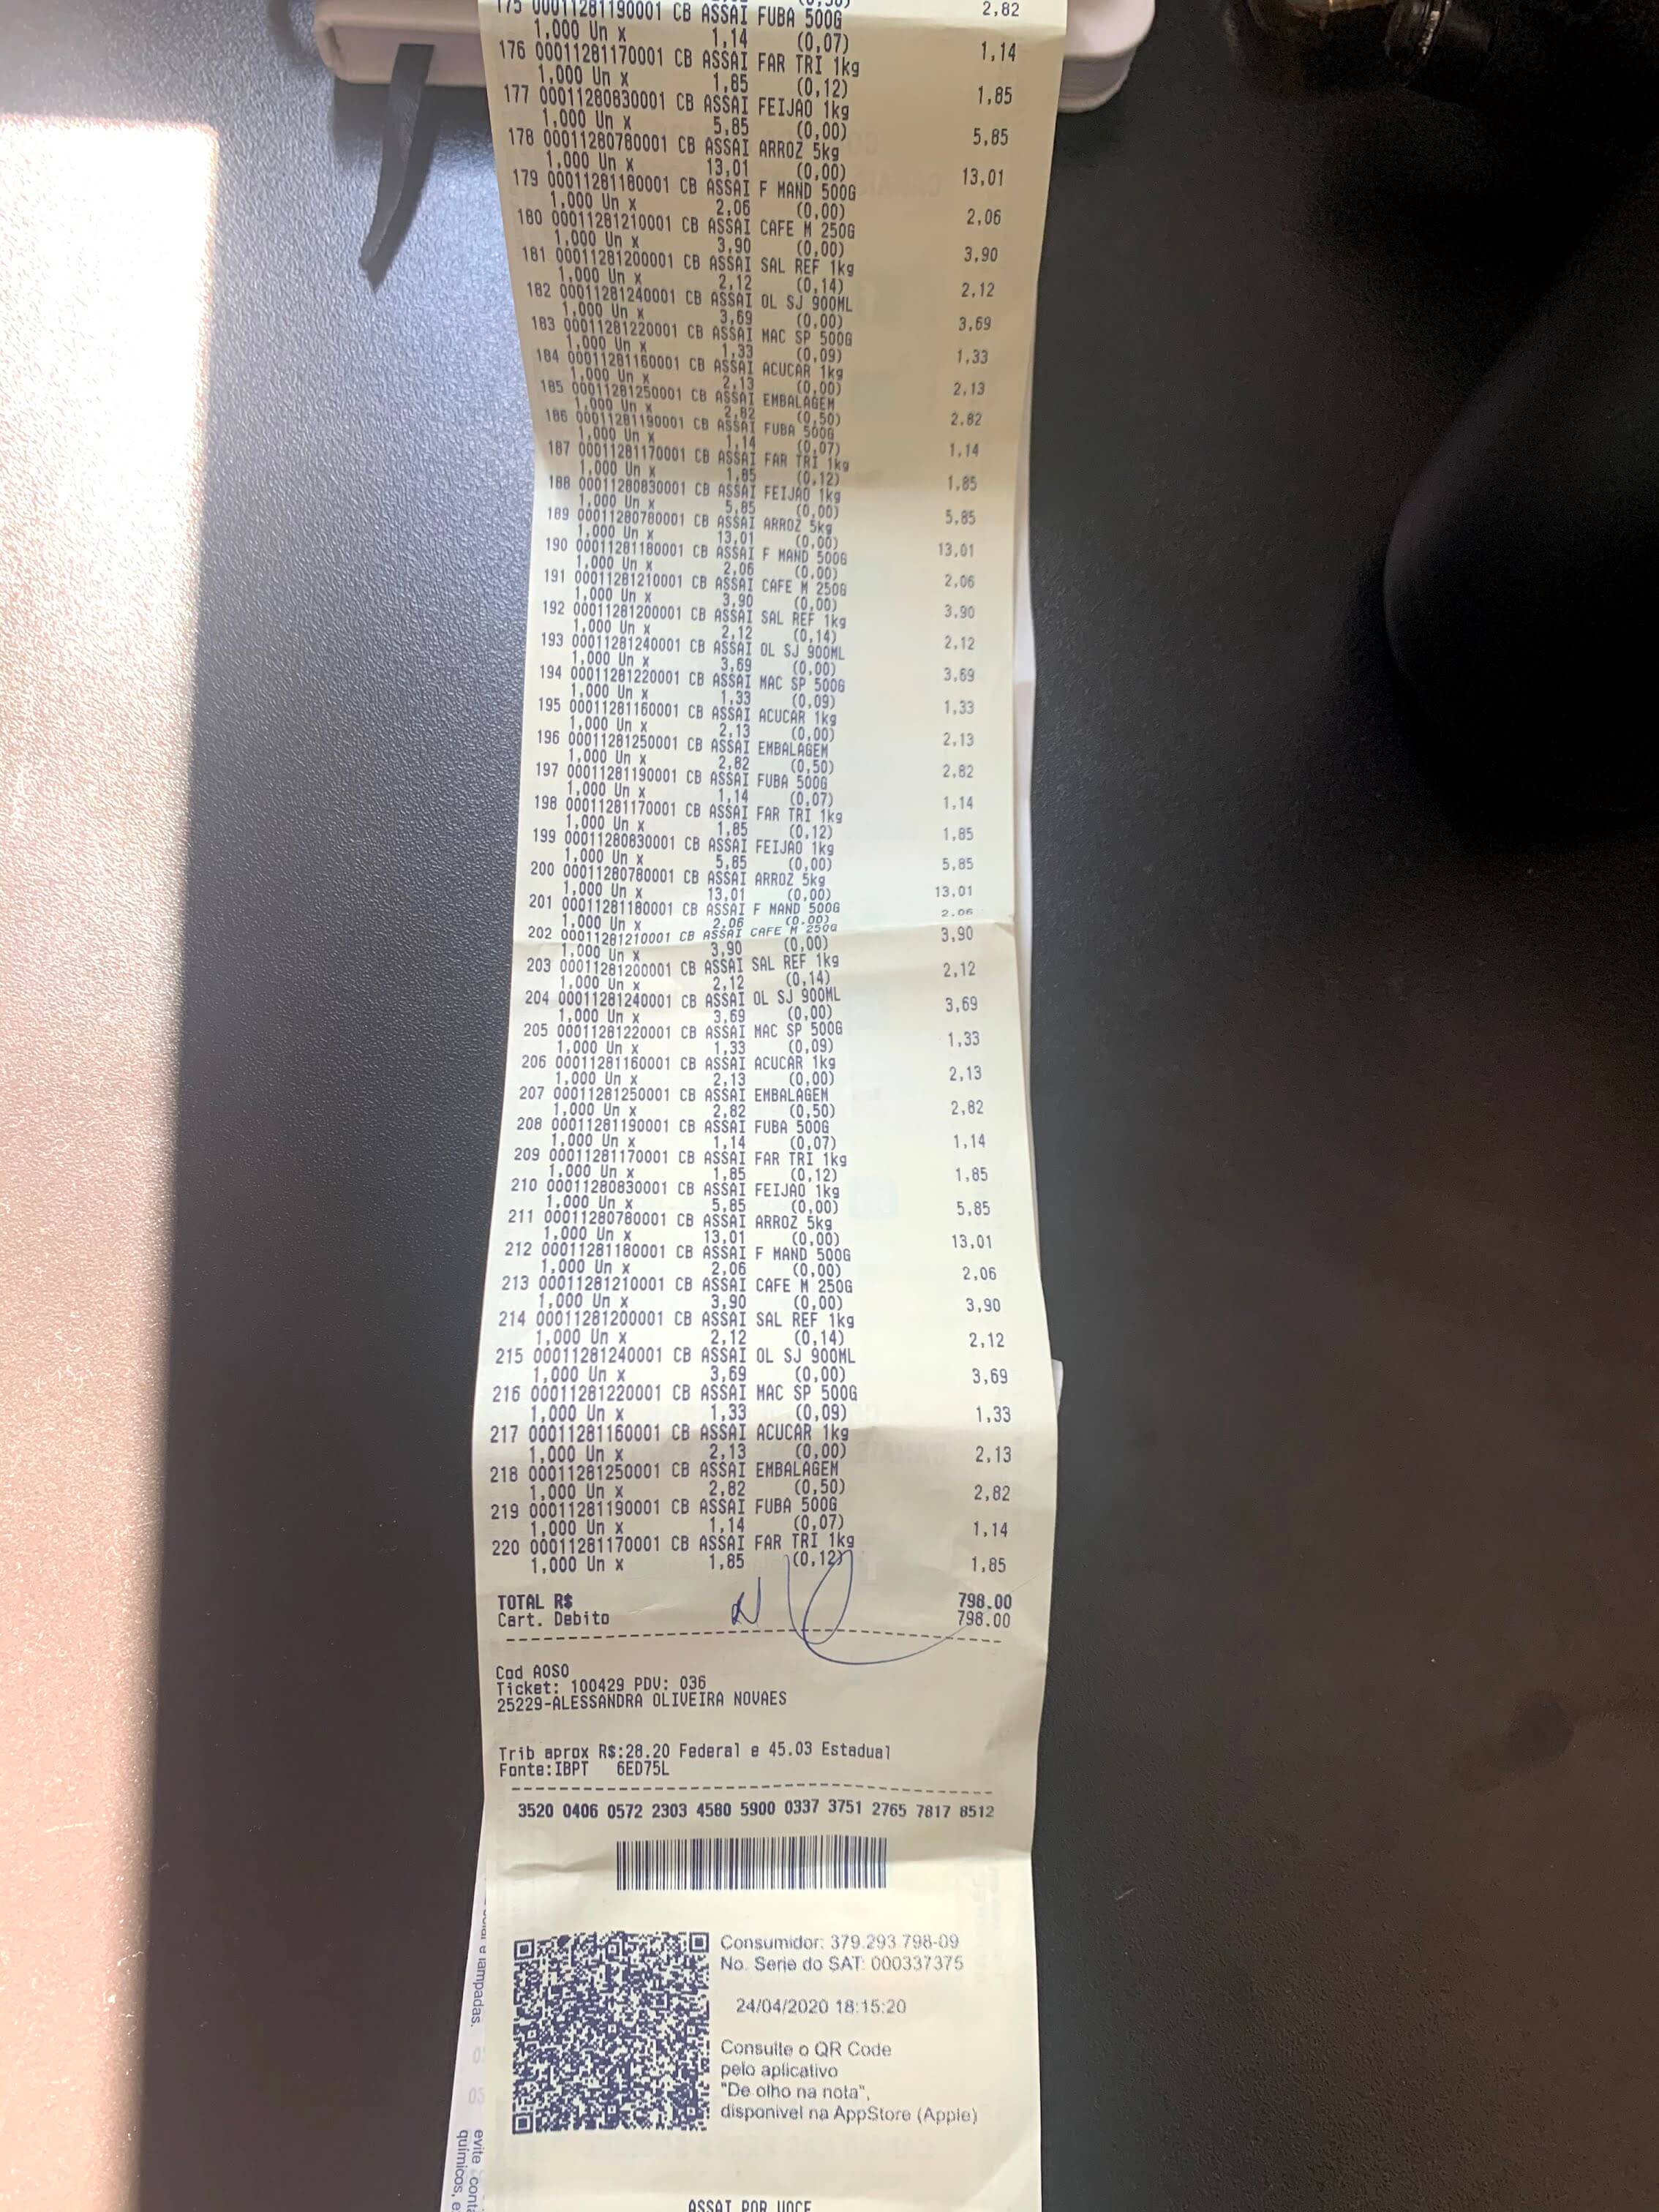 175 00011281190001 CB ASSAI FUBA 500G 2,82
1,000 Un x 1,14 (0,07) 1,14
176 00011281170001 CB ASSAI FAR TRI 1kg
1,000 Un x 1,85 (0,12) 1,85
177 00011280830001 CB ASSAI FEIJAO 1kg
1,000 Un x 5,85 (0,00) 5,85
178 00011280780001 CB ASSAI ARROZ 5kg
1,000 Un x 13,01 (0,00) 13,01
179 00011281180001 CB ASSAI F MAND 500G
1,000 Un x 2,06 (0,00) 2,06
180 00011281210001 CB ASSAI CAFE M 250G
1,000 Un x 3,90 (0,00) 3,90
181 00011281200001 CB ASSAI SAL REF 1kg
1,000 Un x 2,12 (0,14) 2,12
182 00011281240001 CB ASSAI OL SJ 900ML
1,000 Un x 3,69 (0,00) 3,69
183 00011281220001 CB ASSAI MAC SP 500G
1,000 Un x 1,33 (0,09) 1,33
184 00011281160001 CB ASSAI ACUCAR 1kg
1,000 Un x 2,13 (0,00) 2,13
185 00011281250001 CB ASSAI EMBALAGEM
1,000 Un x 2,82 (0,50) 2,82
186 00011281190001 CB ASSAI FUBA 500G
1,000 Un x 1,14 (0,07) 1,14
187 00011281170001 CB ASSAI FAR TRI 1kg
1,000 Un x 1,85 (0,12) 1,85
188 00011280830001 CB ASSAI FEIJAO 1kg
1,000 Un x 5,85 (0,00) 5,85
189 00011280780001 CB ASSAI ARROZ 5kg
1,000 Un x 13,01 (0,00) 13,01
190 00011281180001 CB ASSAI F MAND 500G
1,000 Un x 2,06 (0,00) 2,06
191 00011281210001 CB ASSAI CAFE M 250G
1,000 Un x 3,90 (0,00) 3,90
192 00011281200001 CB ASSAI SAL REF 1kg
1,000 Un x 2,12 (0,14) 2,12
193 00011281240001 CB ASSAI OL SJ 900ML
1,000 Un x 3,69 (0,00) 3,69
194 00011281220001 CB ASSAI MAC SP 500G
1,000 Un x 1,33 (0,09) 1,33
195 00011281160001 CB ASSAI ACUCAR 1kg
1,000 Un x 2,13 (0,00) 2,13
196 00011281250001 CB ASSAI EMBALAGEM
1,000 Un x 2,82 (0,50) 2,82
197 00011281190001 CB ASSAI FUBA 500G
1,000 Un x 1,14 (0,07) 1,14
198 00011281170001 CB ASSAI FAR TRI 1kg
1,000 Un x 1,85 (0,12) 1,85
199 00011280830001 CB ASSAI FEIJAO 1kg
1,000 Un x 5,85 (0,00) 5,85
200 00011280780001 CB ASSAI ARROZ 5kg
1,000 Un x 13,01 (0,00) 13,01
201 00011281180001 CB ASSAI F MAND 500G
1,000 Un x 2,06 (0,00) 2,06
202 00011281210001 CB ASSAI CAFE M 250G
1,000 Un x 3,90 (0,00) 3,90
203 00011281200001 CB ASSAI SAL REF 1kg
1,000 Un x 2,12 (0,14) 2,12
204 00011281240001 CB ASSAI OL SJ 900ML
1,000 Un x 3,69 (0,00) 3,69
205 00011281220001 CB ASSAI MAC SP 500G
1,000 Un x 1,33 (0,09) 1,33
206 00011281160001 CB ASSAI ACUCAR 1kg
1,000 Un x 2,13 (0,00) 2,13
207 00011281250001 CB ASSAI EMBALAGEM
1,000 Un x 2,82 (0,50) 2,82
208 00011281190001 CB ASSAI FUBA 500G
1,000 Un x 1,14 (0,07) 1,14
209 00011281170001 CB ASSAI FAR TRI 1kg
1,000 Un x 1,85 (0,12) 1,85
210 00011280830001 CB ASSAI FEIJAO 1kg
1,000 Un x 5,85 (0,00) 5,85
211 00011280780001 CB ASSAI ARROZ 5kg
1,000 Un x 13,01 (0,00) 13,01
212 00011281180001 CB ASSAI F MAND 500G
1,000 Un x 2,06 (0,00) 2,06
213 00011281210001 CB ASSAI CAFE M 250G
1,000 Un x 3,90 (0,00) 3,90
214 00011281200001 CB ASSAI SAL REF 1kg
1,000 Un x 2,12 (0,14) 2,12
215 00011281240001 CB ASSAI OL SJ 900ML
1,000 Un x 3,69 (0,00) 3,69
216 00011281220001 CB ASSAI MAC SP 500G
1,000 Un x 1,33 (0,09) 1,33
217 00011281160001 CB ASSAI ACUCAR 1kg
1,000 Un x 2,13 (0,00) 2,13
218 00011281250001 CB ASSAI EMBALAGEM
1,000 Un x 2,82 (0,50) 2,82
219 00011281190001 CB ASSAI FUBA 500G
1,000 Un x 1,14 (0,07) 1,14
220 00011281170001 CB ASSAI FAR TRI 1kg
1,000 Un x 1,85 (0,12) 1,85
TOTAL R$ 798.00
Cart. Debito 798.00
Cod AOSO
Ticket: 100429 PDV: 036
25229-ALESSANDRA OLIVEIRA NOVAES
Trib aprox R$:28.20 Federal e 45.03 Estadual
Fonte:IBPT 6ED75L
3520 0406 0572 2303 4580 5900 0337 3751 2765 7817 8512
Consumidor: 379.293.798-09
No. Serie do SAT: 000337375
24/04/2020 18:15:20
Consulte o QR Code
pelo aplicativo
"De olho na nota",
disponivel na AppStore (Apple)
ASSAI POR VOCE
e lampadas.
evite
quimicos, e